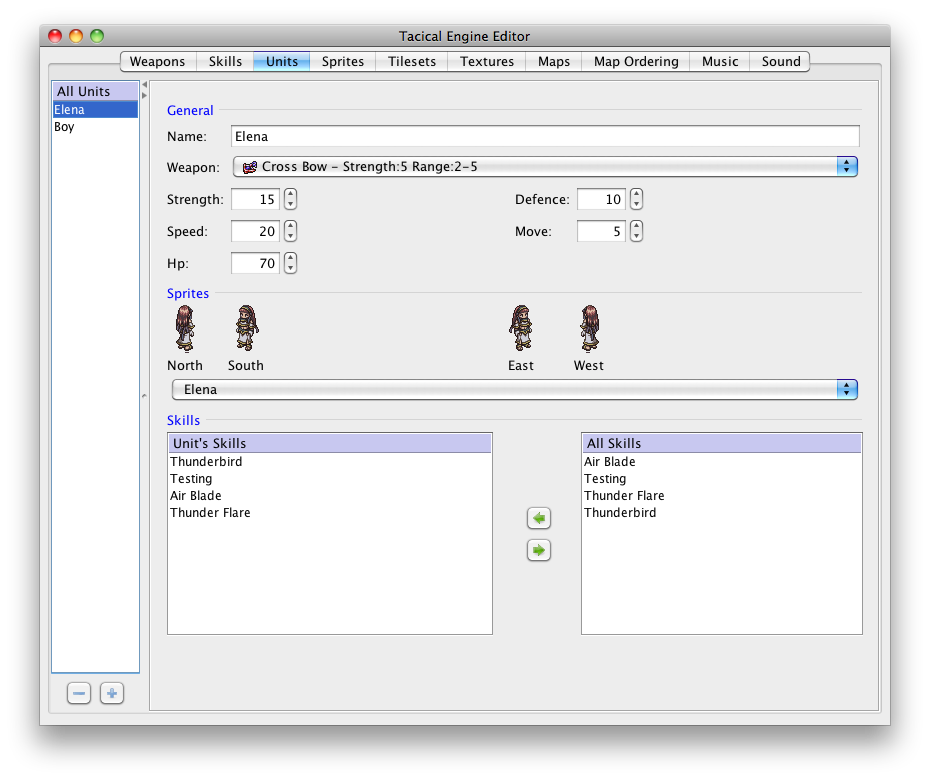 Tacical Engine Editor
Weapons Skills Units Sprites Tilesets Textures Maps Map Ordering Music Sound
All Units
Elena
Boy
General
Name: Elena
Weapon: Cross Bow – Strength:5 Range:2–5
Strength: 15 Defence: 10
Speed: 20 Move: 5
Hp: 70
Sprites
North South East West
Elena
Skills
Unit's Skills
Thunderbird
Testing
Air Blade
Thunder Flare
All Skills
Air Blade
Testing
Thunder Flare
Thunderbird